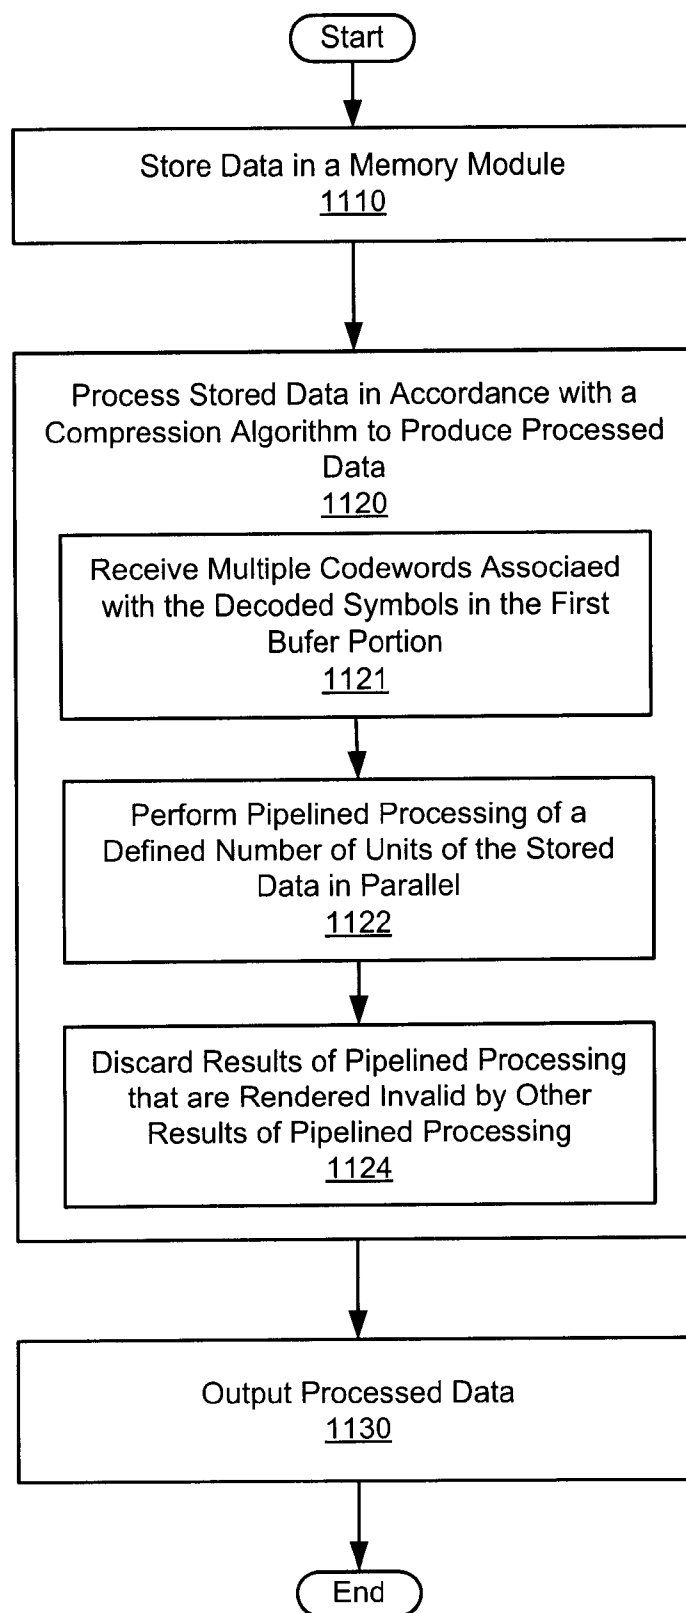 Start
Store Data in a Memory Module
1110
Process Stored Data in Accordance with a
Compression Algorithm to Produce Processed
Data
1120
Receive Multiple Codewords Associaed
with the Decoded Symbols in the First
Bufer Portion
1121
Perform Pipelined Processing of a
Defined Number of Units of the Stored
Data in Parallel
1122
Discard Results of Pipelined Processing
that are Rendered Invalid by Other
Results of Pipelined Processing
1124
Output Processed Data
1130
End